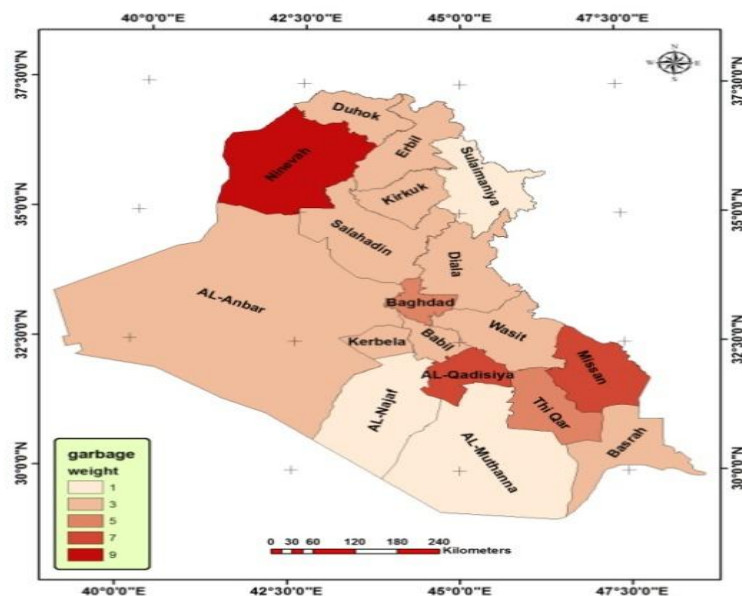 40°0'0"E 42°30'0"E 45°0'0"E 47°30'0"E
37°30'0"N
37°30'0"N
N
W E
S
Duhok
Ninevah
Erbil
Sulaimaniya
Kirkuk
35°0'0"N
35°0'0"N
Salahadin
Diala
AL-Anbar
Baghdad
32°30'0"N
32°30'0"N
Kerbela
Babil
Wasit
Missan
AL-Qadisiya
AL-Najaf
Thi Qar
Basrah
AL-Muthanna
30°0'0"N
30°0'0"N
garbage
weight
1
3
5
7
9
0 30 60 120 180 240
Kilometers
40°0'0"E 42°30'0"E 45°0'0"E 47°30'0"E